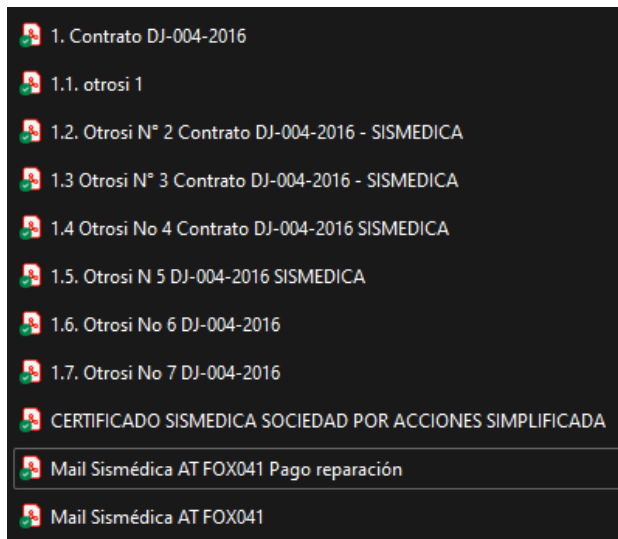 1. Contrato DJ-004-2016
1.1. otrosi 1
1.2. Otrosi N° 2 Contrato DJ-004-2016 - SISMEDICA
1.3 Otrosi N° 3 Contrato DJ-004-2016 - SISMEDICA
1.4 Otrosi No 4 Contrato DJ-004-2016 SISMEDICA
1.5. Otrosi N 5 DJ-004-2016 SISMEDICA
1.6. Otrosi No 6 DJ-004-2016
1.7. Otrosi No 7 DJ-004-2016
CERTIFICADO SISMEDICA SOCIEDAD POR ACCIONES SIMPLIFICADA
Mail Sismédica AT FOX041 Pago reparación
Mail Sismédica AT FOX041